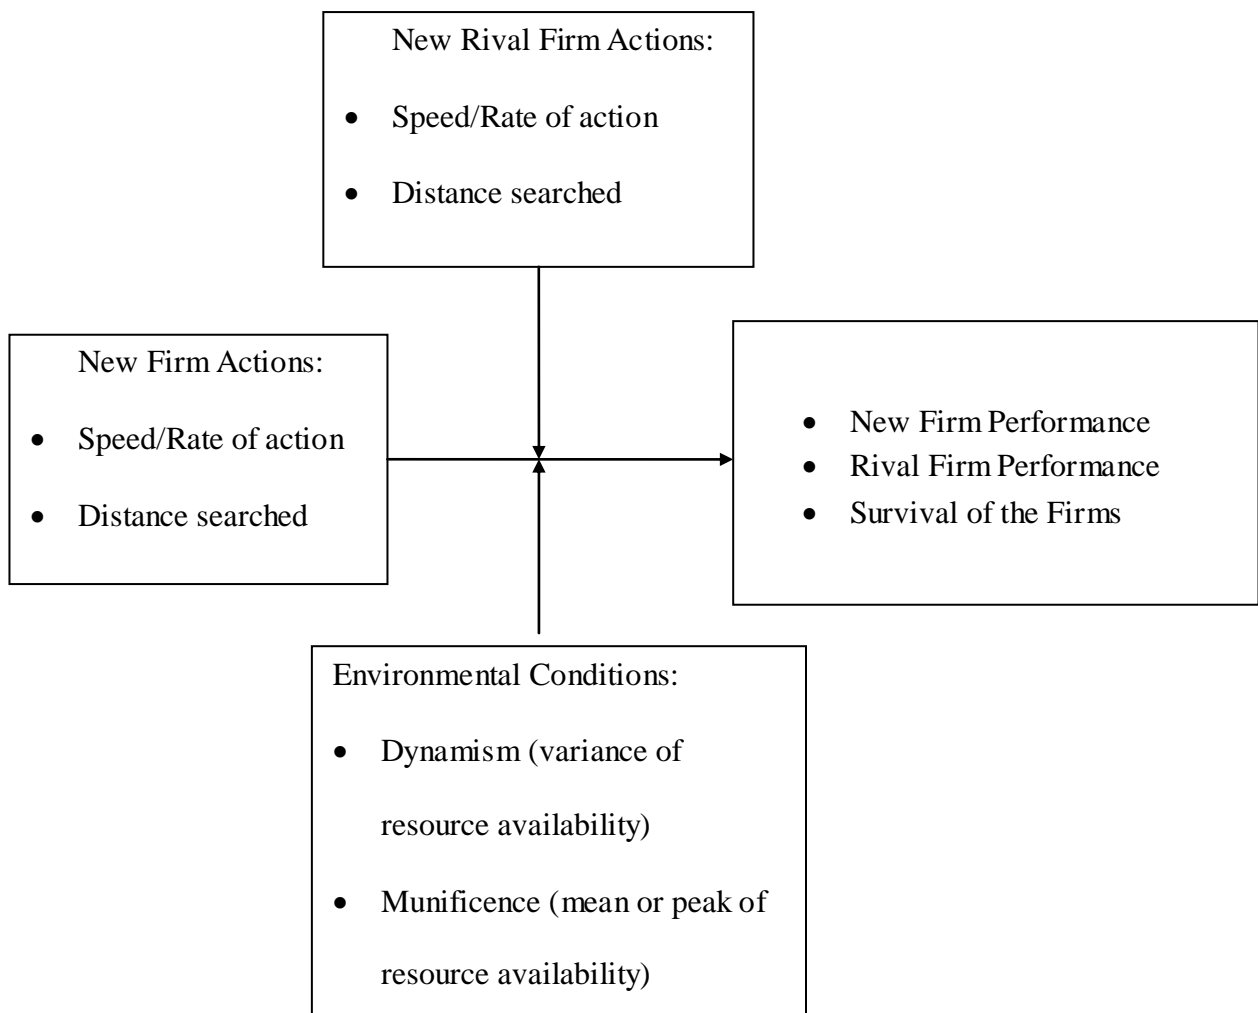 New Rival Firm Actions:
• Speed/Rate of action
• Distance searched
New Firm Actions:
• Speed/Rate of action
• Distance searched
• New Firm Performance
• Rival Firm Performance
• Survival of the Firms
Environmental Conditions:
• Dynamism (variance of
resource availability)
• Munificence (mean or peak of
resource availability)